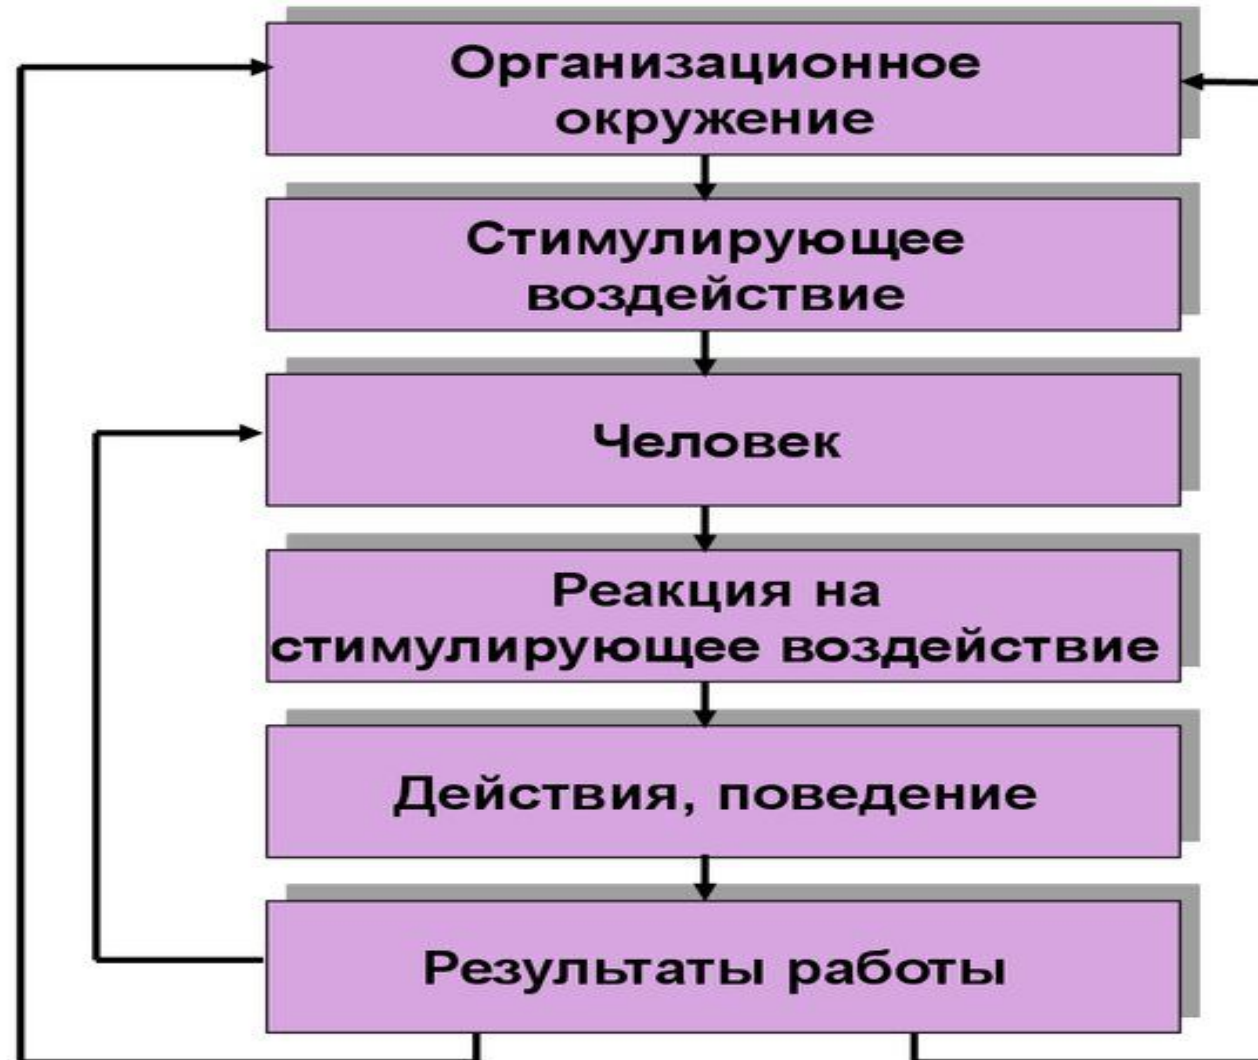 Организационное
окружение
Стимулирующее
воздействие
Человек
Реакция на
стимулирующее воздействие
Действия, поведение
Результаты работы